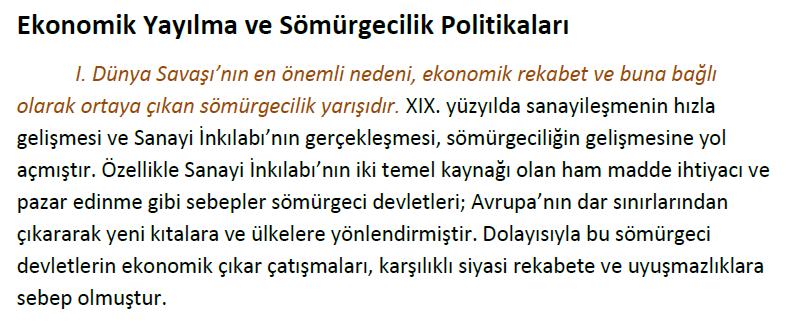 Ekonomik Yayılma ve Sömürgecilik Politikaları
I. Dünya Savaşı’nın en önemli nedeni, ekonomik rekabet ve buna bağlı
olarak ortaya çıkan sömürgecilik yarışıdır. XIX. yüzyılda sanayileşmenin hızla
gelişmesi ve Sanayi İnkılabı’nın gerçekleşmesi, sömürgeciliğin gelişmesine yol
açmıştır. Özellikle Sanayi İnkılabı’nın iki temel kaynağı olan ham madde ihtiyacı ve
pazar edinme gibi sebepler sömürgeci devletleri; Avrupa’nın dar sınırlarından
çıkararak yeni kıtalara ve ülkelere yönlendirmiştir. Dolayısıyla bu sömürgeci
devletlerin ekonomik çıkar çatışmaları, karşılıklı siyasi rekabete ve uyuşmazlıklara
sebep olmuştur.